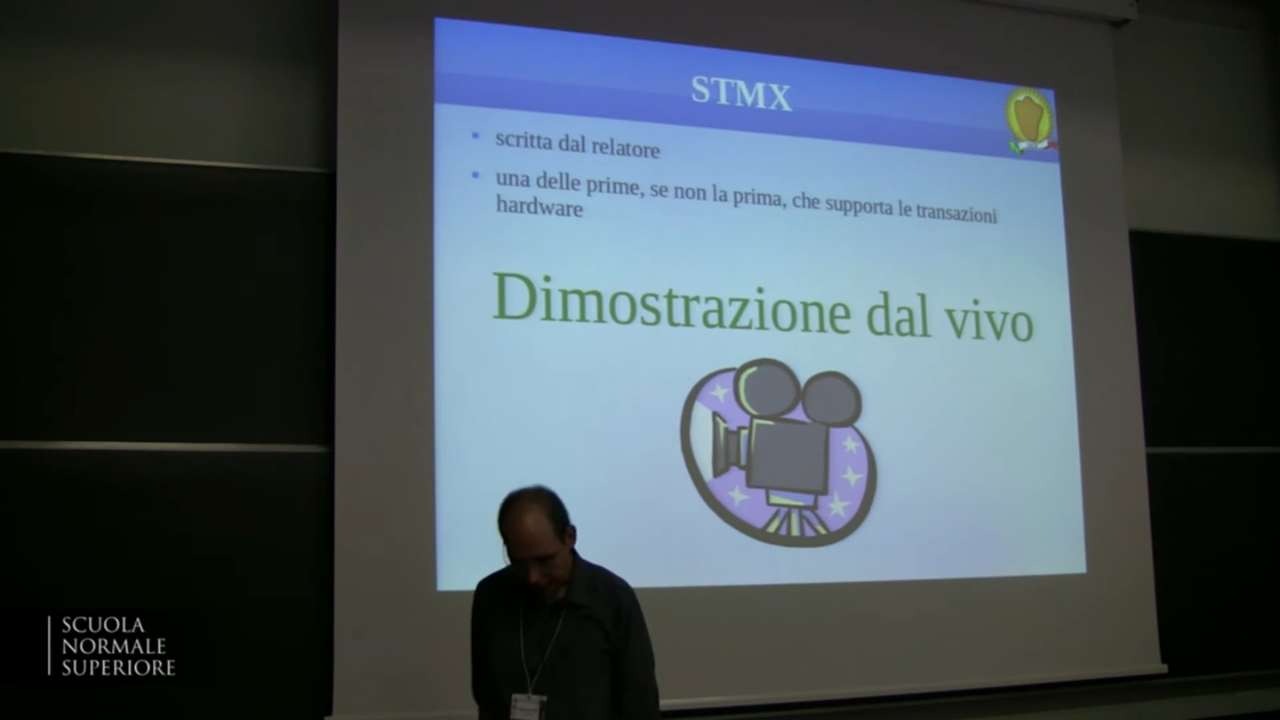 STMX
scritta dal relatore
una delle prime, se non la prima, che supporta le transazioni
hardware
Dimostrazione dal vivo
SCUOLA
NORMALE
SUPERIORE